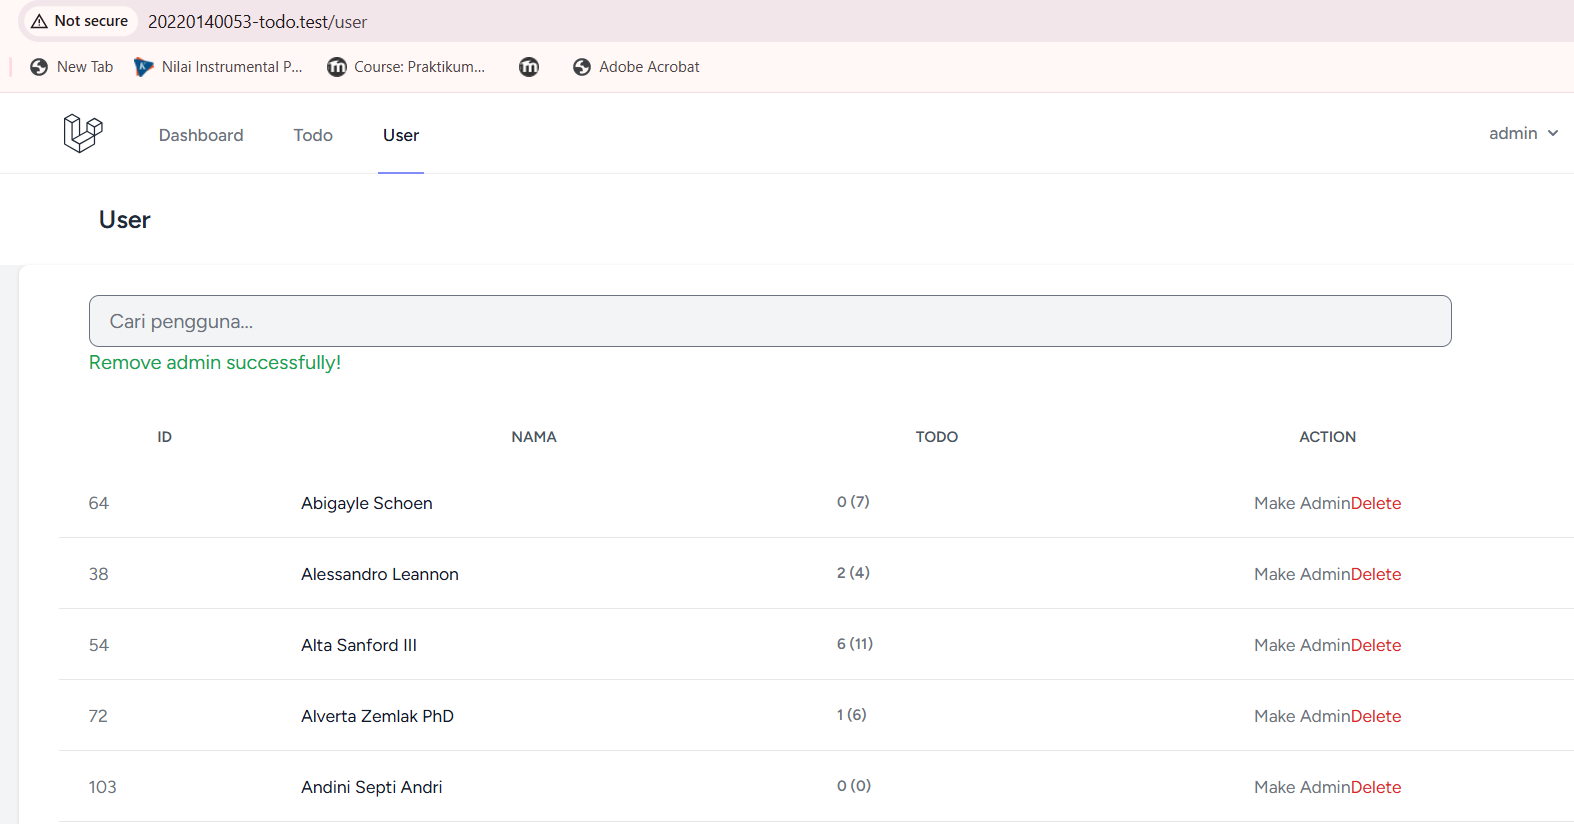 Not secure 20220140053-todo.test/user
New Tab Nilai Instrumental P... Course: Praktikum... Adobe Acrobat
Dashboard Todo User admin
User
Cari pengguna...
Remove admin successfully!
ID NAMA TODO ACTION
64 Abigayle Schoen 0 (7) Make AdminDelete
38 Alessandro Leannon 2 (4) Make AdminDelete
54 Alta Sanford III 6 (11) Make AdminDelete
72 Alverta Zemlak PhD 1 (6) Make AdminDelete
103 Andini Septi Andri 0 (0) Make AdminDelete